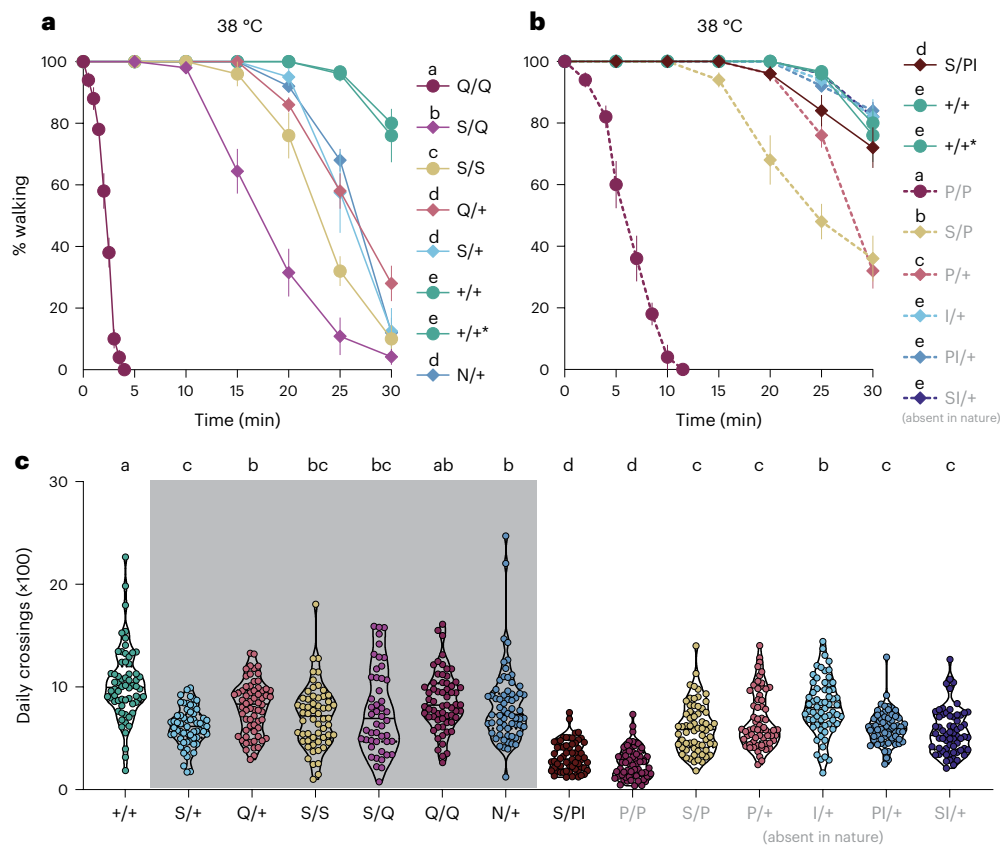 a
38 °C
% walking
100
80
60
40
20
0
0 5 10 15 20 25 30
Time (min)
a
Q/Q
b
S/Q
c
S/S
d
Q/+
d
S/+
e
+/+
e
+/+*
d
N/+
b
38 °C
100
80
60
40
20
0
0 5 10 15 20 25 30
Time (min)
d
S/PI
e
+/+
e
+/+*
a
P/P
b
S/P
c
P/+
e
I/+
e
PI/+
e
SI/+
(absent in nature)
c
a c b bc bc ab b d d c c b c c
Daily crossings (×100)
30
20
10
0
+/+ S/+ Q/+ S/S S/Q Q/Q N/+ S/PI P/P S/P P/+ I/+ PI/+ SI/+
(absent in nature)